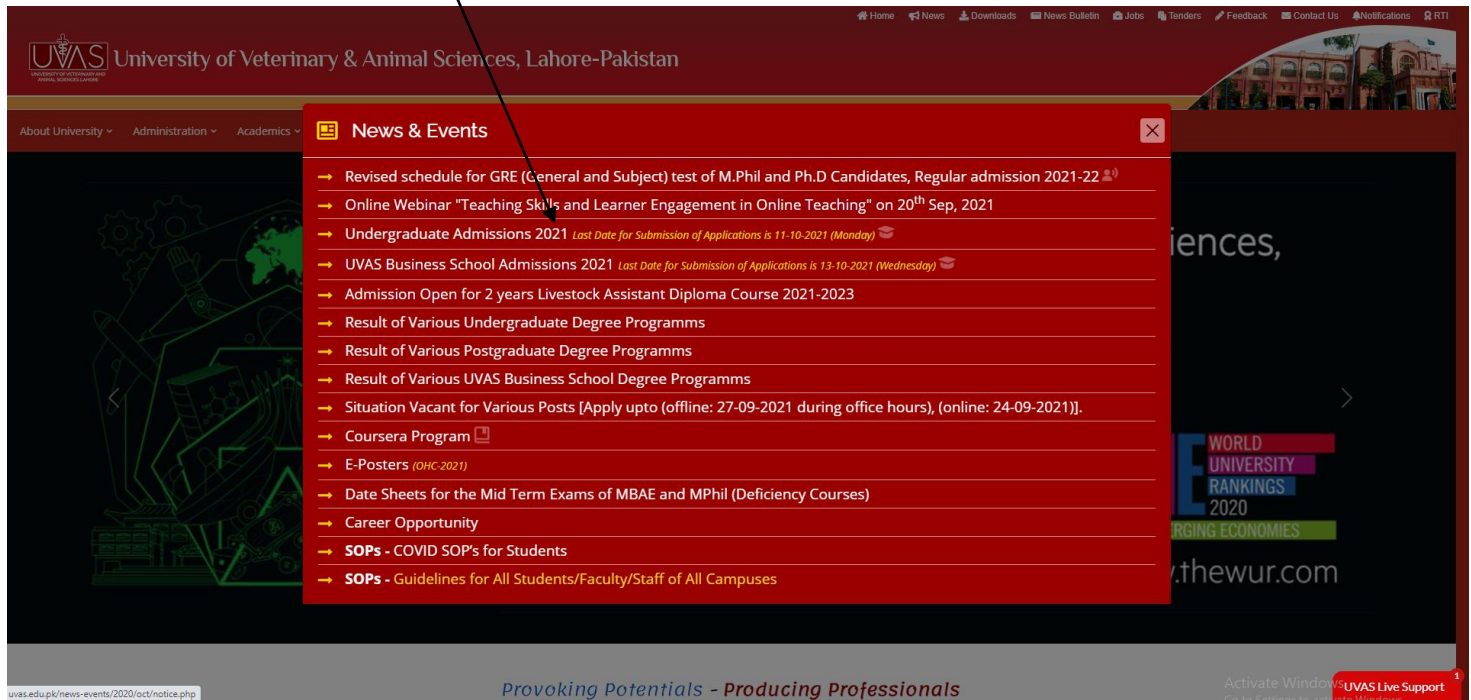 Home News Downloads News Bulletin Jobs Tenders Feedback Contact Us Notifications RTI
UVAS
UNIVERSITY OF VETERINARY AND
ANIMAL SCIENCES LAHORE
University of Veterinary & Animal Sciences, Lahore-Pakistan
About University Administration Academics
News & Events
Revised schedule for GRE (General and Subject) test of M.Phil and Ph.D Candidates, Regular admission 2021-22
Online Webinar "Teaching Skills and Learner Engagement in Online Teaching" on 20th Sep, 2021
Undergraduate Admissions 2021 Last Date for Submission of Applications is 11-10-2021 (Monday)
UVAS Business School Admissions 2021 Last Date for Submission of Applications is 13-10-2021 (Wednesday)
Admission Open for 2 years Livestock Assistant Diploma Course 2021-2023
Result of Various Undergraduate Degree Programms
Result of Various Postgraduate Degree Programms
Result of Various UVAS Business School Degree Programms
Situation Vacant for Various Posts [Apply upto (offline: 27-09-2021 during office hours), (online: 24-09-2021)].
Coursera Program
E-Posters (OHC-2021)
Date Sheets for the Mid Term Exams of MBAE and MPhil (Deficiency Courses)
Career Opportunity
SOPs - COVID SOP's for Students
SOPs - Guidelines for All Students/Faculty/Staff of All Campuses
iences,
WORLD
UNIVERSITY
RANKINGS
2020
RGING ECONOMIES
.thewur.com
Provoking Potentials - Producing Professionals
Activate Windows
UVAS Live Support
1
uvas.edu.pk/news-events/2020/oct/notice.php